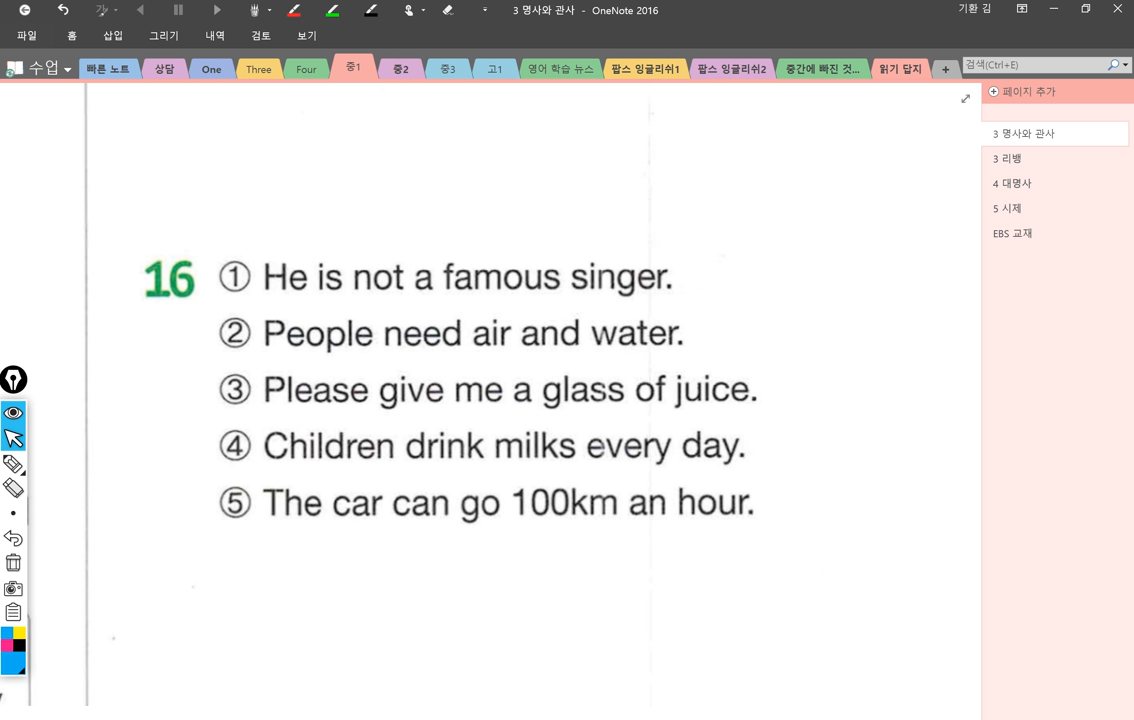 3 명사와 관사 - OneNote 2016
기환 김
파일 홈 삽입 그리기 내역 검토 보기
수업 빠른 노트 상담 One Three Four 중1 중2 중3 고1 영어 학습 뉴스 팝스 잉글리쉬1 팝스 잉글리쉬2 중간에 빠진 것... 읽기 답지 + 검색(Ctrl+E)
페이지 추가
3 명사와 관사
3 리뱅
4 대명사
5 시제
EBS 교재
16 ① He is not a famous singer.
② People need air and water.
③ Please give me a glass of juice.
④ Children drink milks every day.
⑤ The car can go 100km an hour.